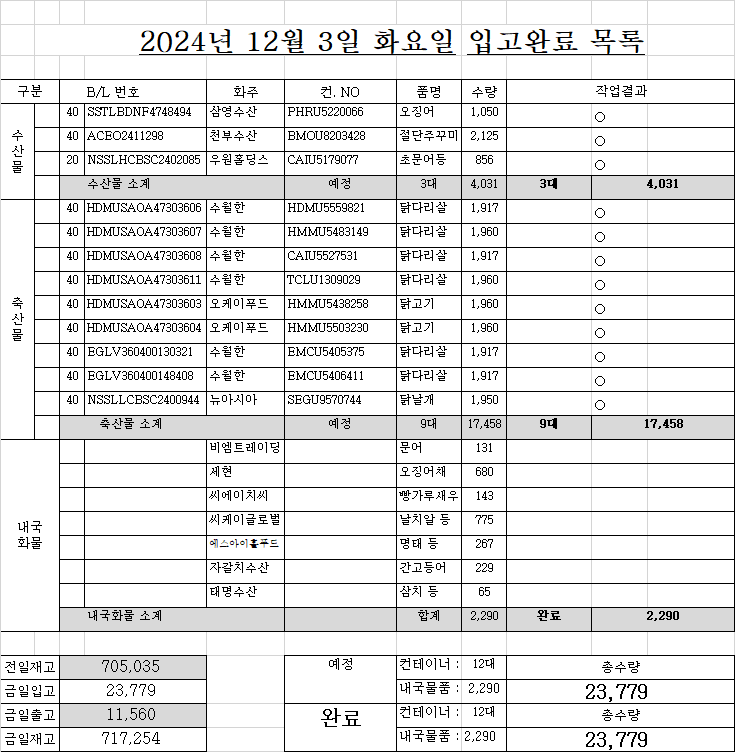 2024년 12월 3일 화요일 입고완료 목록
구분 B/L 번호 화주 컨. NO 품명 수량 작업결과
수산물
40 SSTLBDNF4748494 삼영수산 PHRU5220066 오징어 1,050 ○
40 ACEO2411298 천부수산 BMOU8203428 절단주꾸미 2,125 ○
20 NSSLHCBSC2402085 우원홀딩스 CAIU5179077 초문어등 856 ○
수산물 소계 예정 3대 4,031 3대 4,031
축산물
40 HDMUSAOA47303606 수월한 HDMU5559821 닭다리살 1,917 ○
40 HDMUSAOA47303607 수월한 HMMU5483149 닭다리살 1,960 ○
40 HDMUSAOA47303608 수월한 CAIU5527531 닭다리살 1,917 ○
40 HDMUSAOA47303611 수월한 TCLU1309029 닭다리살 1,960 ○
40 HDMUSAOA47303603 오케이푸드 HMMU5438258 닭고기 1,960 ○
40 HDMUSAOA47303604 오케이푸드 HMMU5503230 닭고기 1,960 ○
40 EGLV360400130321 수월한 EMCU5405375 닭다리살 1,917 ○
40 EGLV360400148408 수월한 EMCU5406411 닭다리살 1,917 ○
40 NSSLLCBSC2400944 뉴아시아 SEGU9570744 닭날개 1,950 ○
축산물 소계 예정 9대 17,458 9대 17,458
내국
화물
비엠트레이딩 문어 131
세현 오징어채 680
씨에이치씨 빵가루새우 143
씨케이글로벌 날치알 등 775
에스아이홀푸드 명태 등 267
자갈치수산 간고등어 229
태명수산 삼치 등 65
내국화물 소계 합계 2,290 완료 2,290
전일재고 705,035 예정 컨테이너 : 12대 총수량
금일입고 23,779 내국물품 : 2,290 23,779
금일출고 11,560 완료 컨테이너 : 12대 총수량
금일재고 717,254 내국물품 : 2,290 23,779